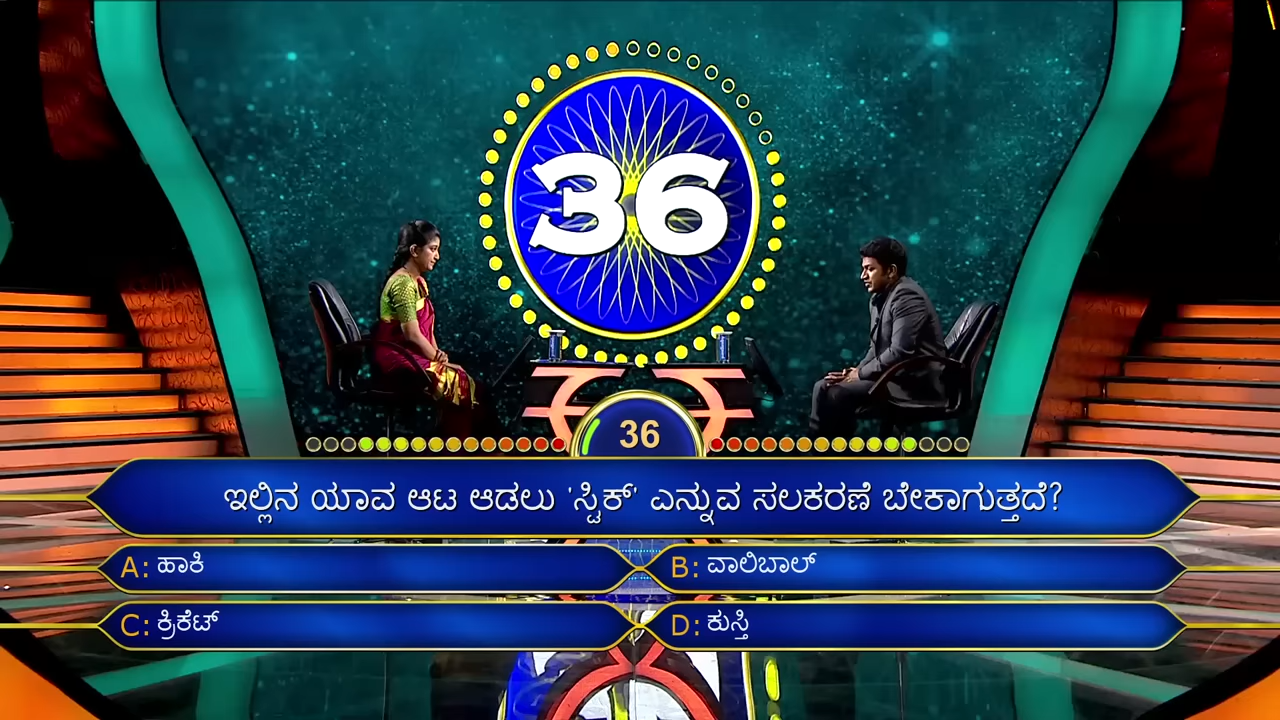 36
36
ಇಲ್ಲಿನ ಯಾವ ಆಟ ಆಡಲು 'ಸ್ಟಿಕ್' ಎನ್ನುವ ಸಲಕರಣೆ ಬೇಕಾಗುತ್ತದೆ?
A: ಹಾಕಿ
B: ವಾಲಿಬಾಲ್
C: ಕ್ರಿಕೆಟ್
D: ಕುಸ್ತಿ